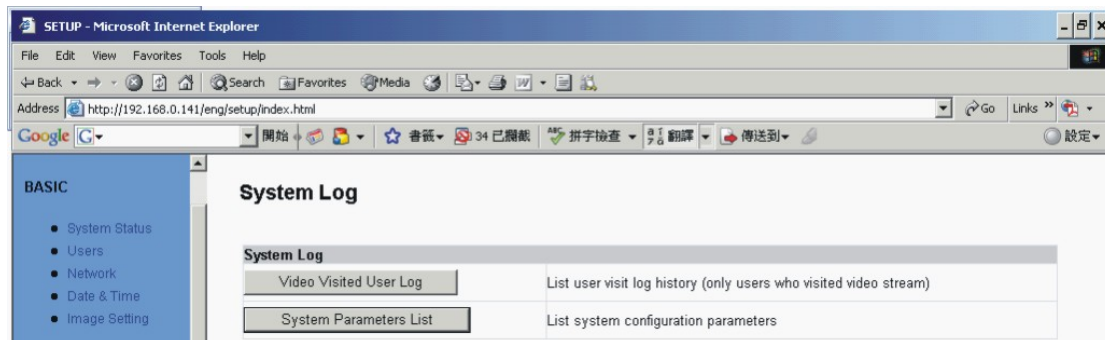 SETUP - Microsoft Internet Explorer
File Edit View Favorites Tools Help
Back Search Favorites Media
Address http://192.168.0.141/eng/setup/index.html Go Links »
Google G 開始 書籤 34 已攔截 ABC 拼字檢查 翻譯 傳送到 設定
BASIC
System Status
Users
Network
Date & Time
Image Setting
System Log
System Log
Video Visited User Log List user visit log history (only users who visited video stream)
System Parameters List List system configuration parameters